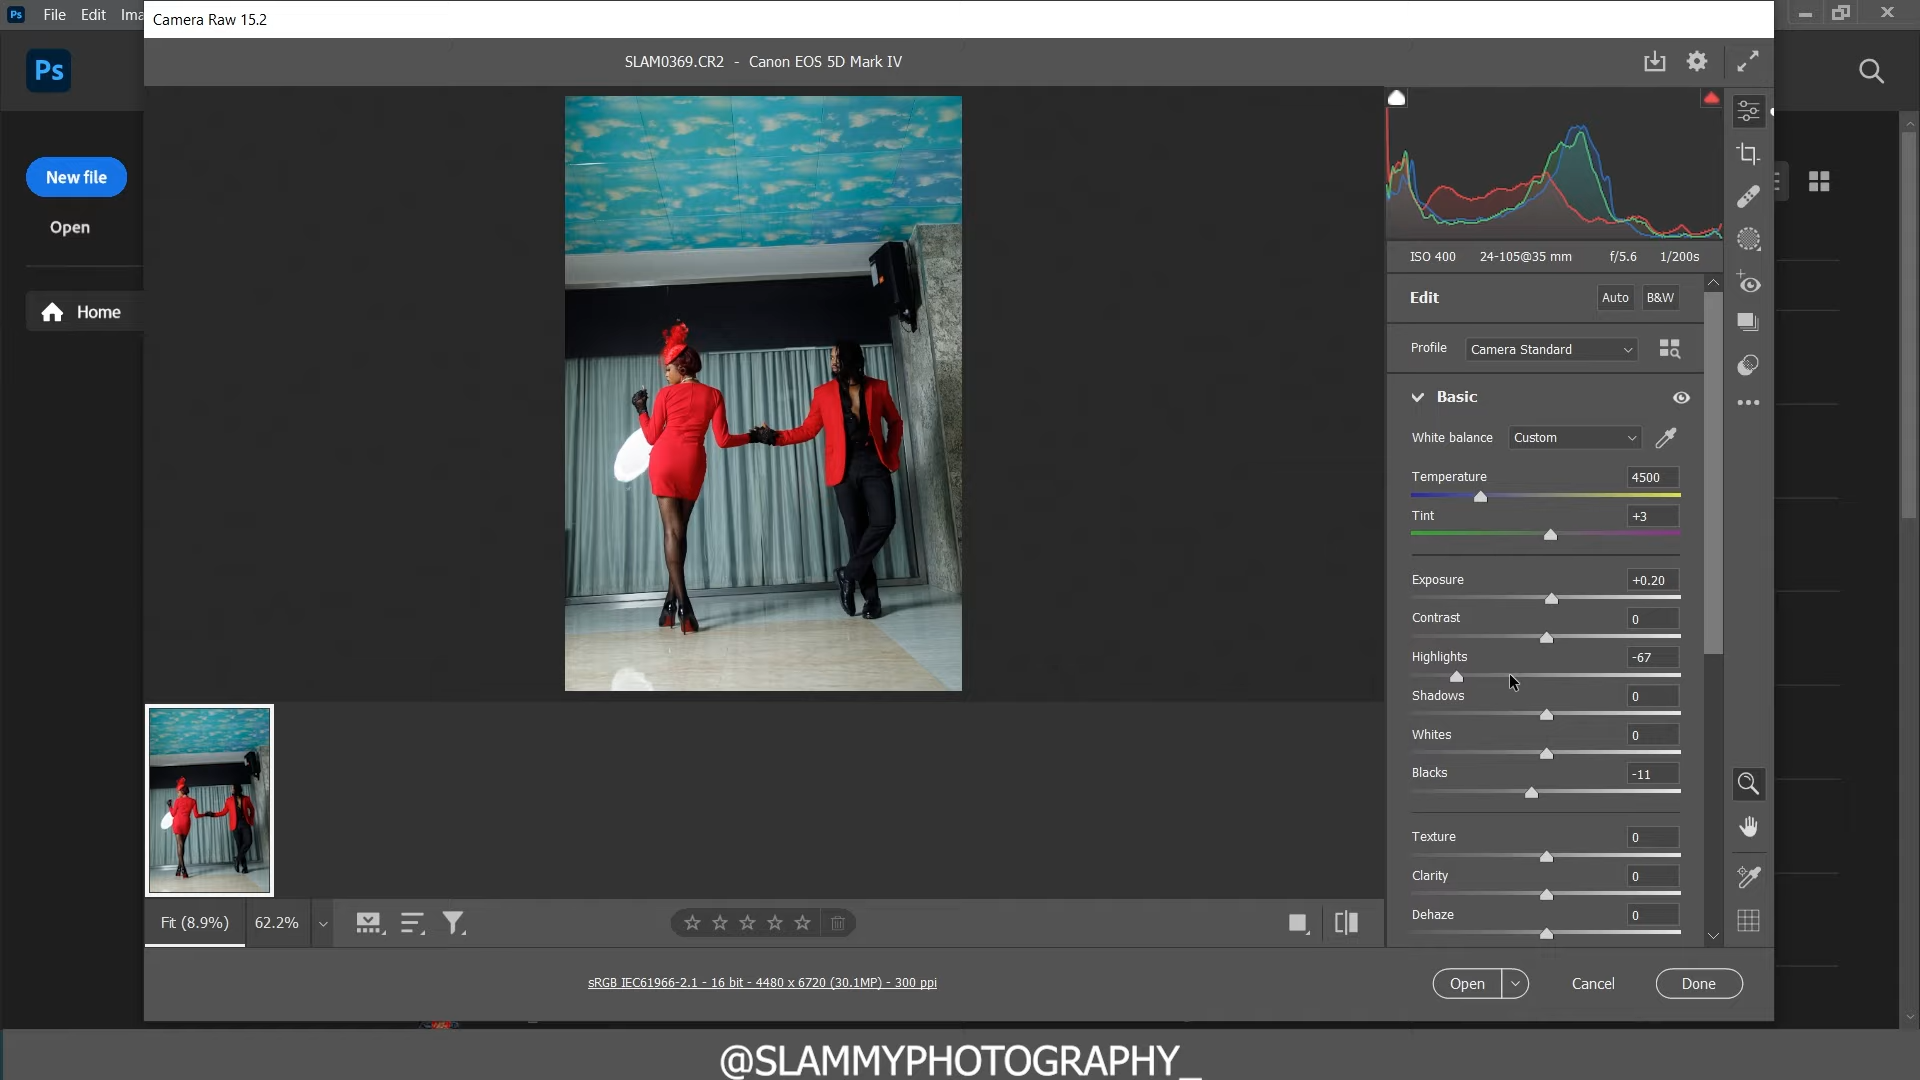 Ps File Edit Ima
Camera Raw 15.2
SLAM0369.CR2 - Canon EOS 5D Mark IV
Ps
New file
Open
Home
ISO 400 24-105@35 mm f/5.6 1/200s
Edit Auto B&W
Profile Camera Standard
Basic
White balance Custom
Temperature 4500
Tint +3
Exposure +0.20
Contrast 0
Highlights -67
Shadows 0
Whites 0
Blacks -11
Texture 0
Clarity 0
Dehaze 0
Fit (8.9%) 62.2%
sRGB IEC61966-2.1 - 16 bit - 4480 x 6720 (30.1MP) - 300 ppi
Open Cancel Done
@SLAMMYPHOTOGRAPHY_